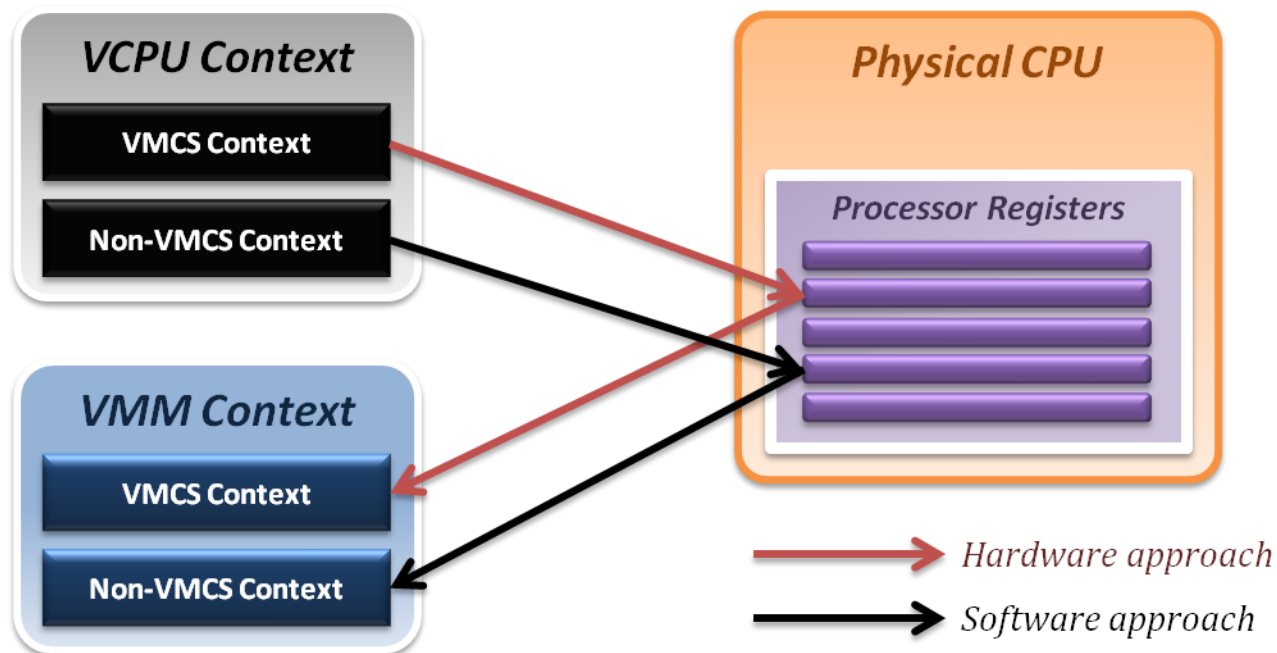 VCPU Context
VMCS Context
Non-VMCS Context
VMM Context
VMCS Context
Non-VMCS Context
Physical CPU
Processor Registers
Hardware approach
Software approach